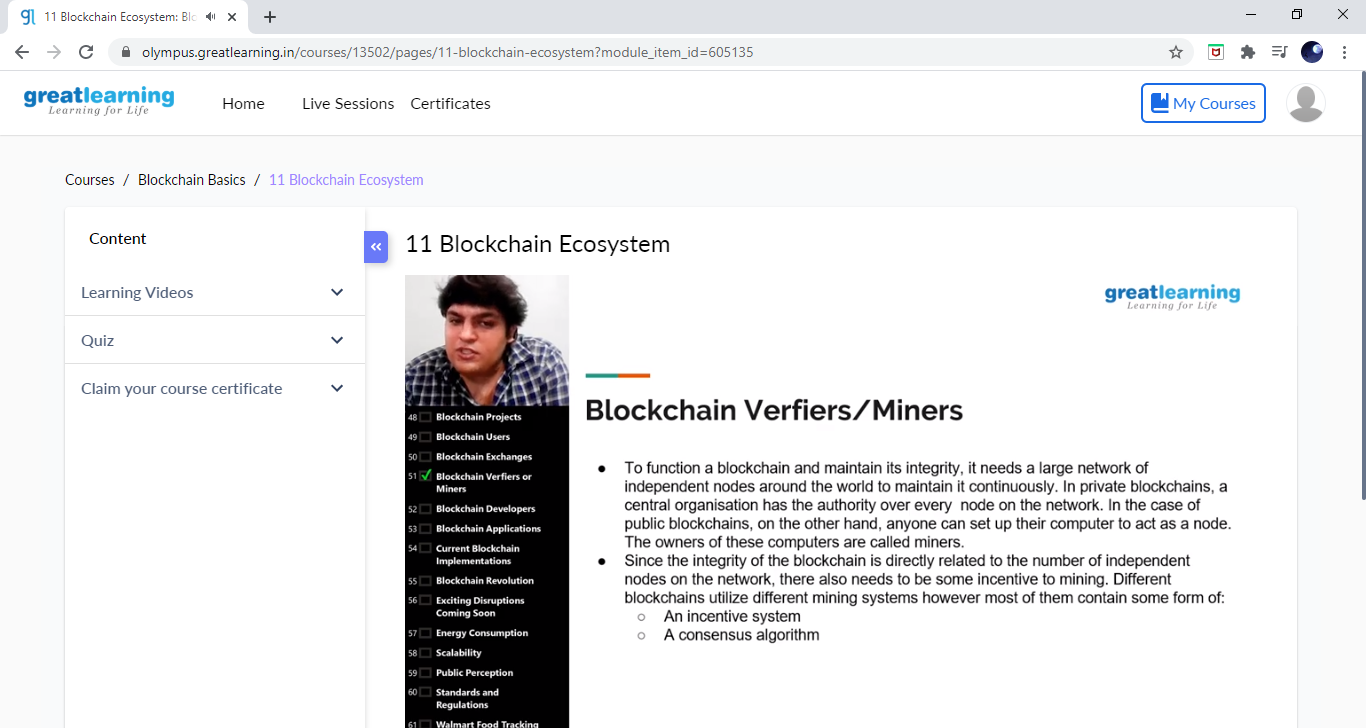 11 Blockchain Ecosystem: Blo
olympus.greatlearning.in/courses/13502/pages/11-blockchain-ecosystem?module_item_id=605135
greatlearning
Learning for Life
Home
Live Sessions
Certificates
My Courses
Courses / Blockchain Basics / 11 Blockchain Ecosystem
Content
Learning Videos
Quiz
Claim your course certificate
«
11 Blockchain Ecosystem
48 Blockchain Projects
49 Blockchain Users
50 Blockchain Exchanges
51 Blockchain Verfiers or
Miners
52 Blockchain Developers
53 Blockchain Applications
54 Current Blockchain
Implementations
55 Blockchain Revolution
56 Exciting Disruptions
Coming Soon
57 Energy Consumption
58 Scalability
59 Public Perception
60 Standards and
Regulations
61 Walmart Food Tracking
greatlearning
Learning for Life
Blockchain Verfiers/Miners
● To function a blockchain and maintain its integrity, it needs a large network of
independent nodes around the world to maintain it continuously. In private blockchains, a
central organisation has the authority over every node on the network. In the case of
public blockchains, on the other hand, anyone can set up their computer to act as a node.
The owners of these computers are called miners.
● Since the integrity of the blockchain is directly related to the number of independent
nodes on the network, there also needs to be some incentive to mining. Different
blockchains utilize different mining systems however most of them contain some form of:
○ An incentive system
○ A consensus algorithm